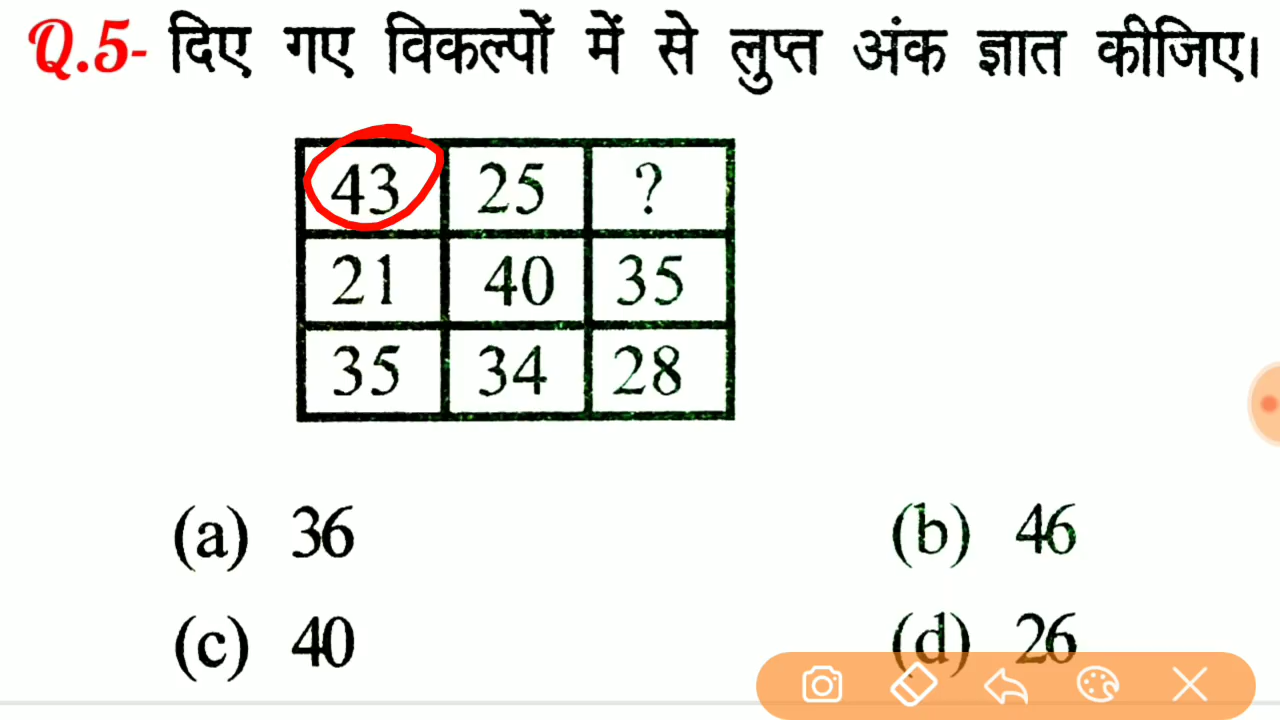 Q.5- दिए गए विकल्पों में से लुप्त अंक ज्ञात कीजिए।
43 25 ?
21 40 35
35 34 28
(a) 36 (b) 46
(c) 40 (d) 26